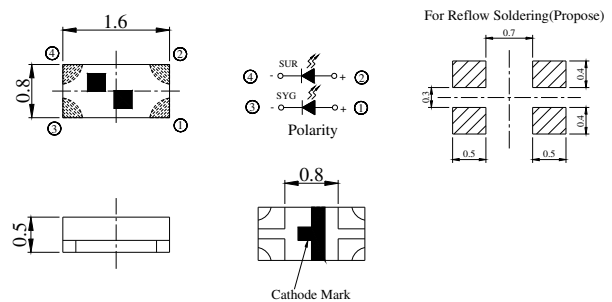 For Reflow Soldering(Propose)
1.6
0.7
④
②
0.8
③
①
④ - SUR + ②
③ - SYG + ①
Polarity
0.4
0.3
0.4
0.5
0.5
0.5
0.8
Cathode Mark